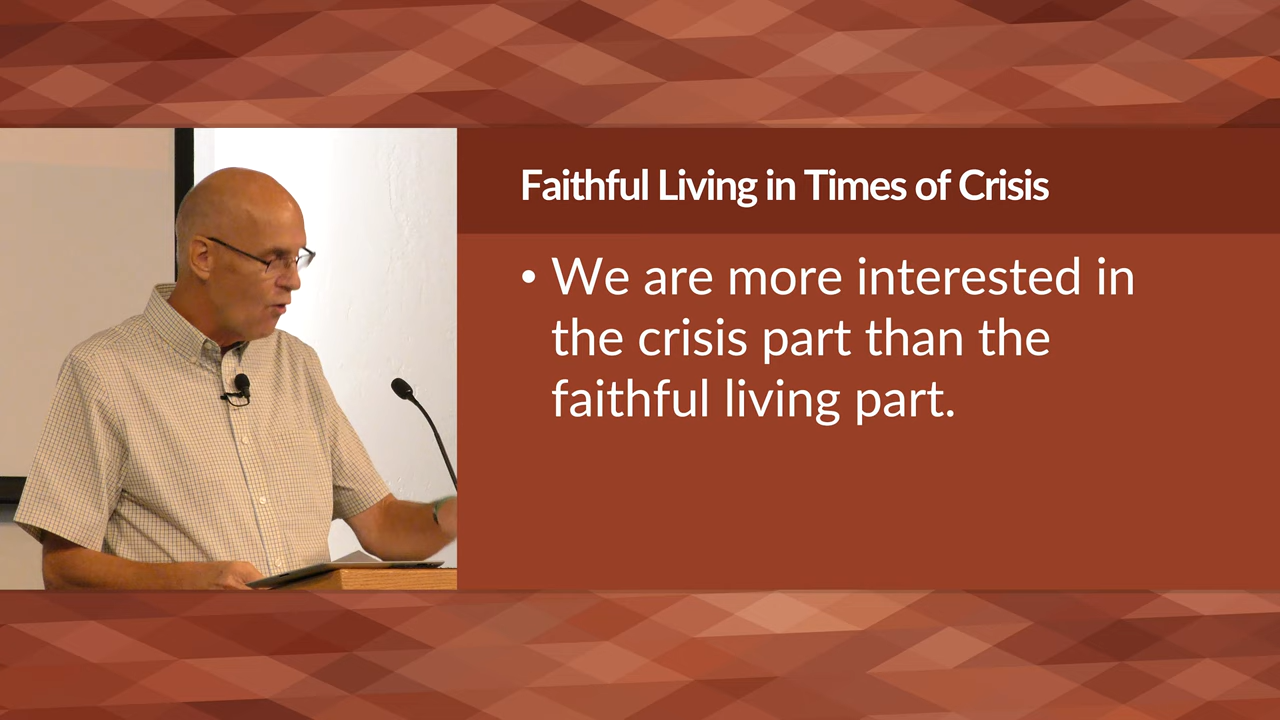 Faithful Living in Times of Crisis
• We are more interested in
the crisis part than the
faithful living part.